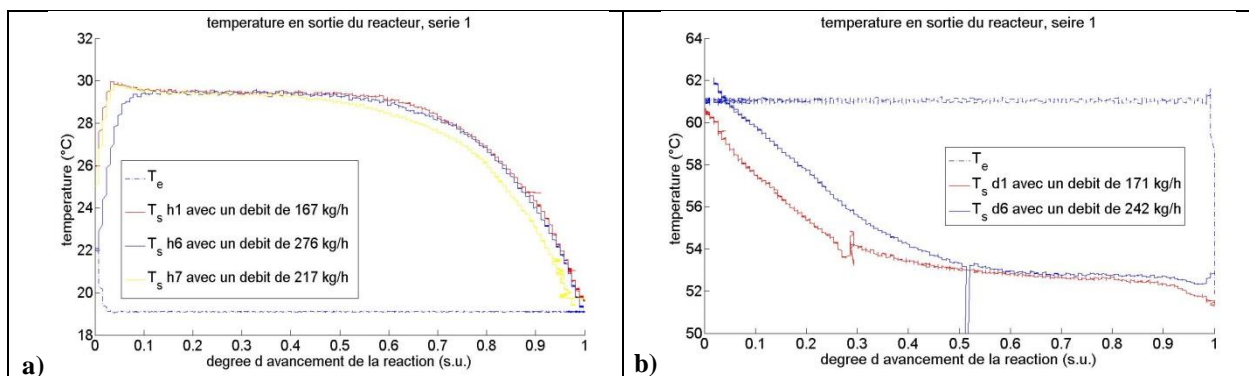 temperature en sortie du reacteur, serie 1
32
30
28
26
24
22
20
18
temperature (°C)
T_e
T_s h1 avec un debit de 167 kg/h
T_s h6 avec un debit de 276 kg/h
T_s h7 avec un debit de 217 kg/h
0 0.1 0.2 0.3 0.4 0.5 0.6 0.7 0.8 0.9 1
degree d avancement de la reaction (s.u.)
a)
temperature en sortie du reacteur, seire 1
64
62
60
58
56
54
52
50
temperature (°C)
T_e
T_s d1 avec un debit de 171 kg/h
T_s d6 avec un debit de 242 kg/h
0 0.1 0.2 0.3 0.4 0.5 0.6 0.7 0.8 0.9 1
degree d avancement de la reaction (s.u.)
b)